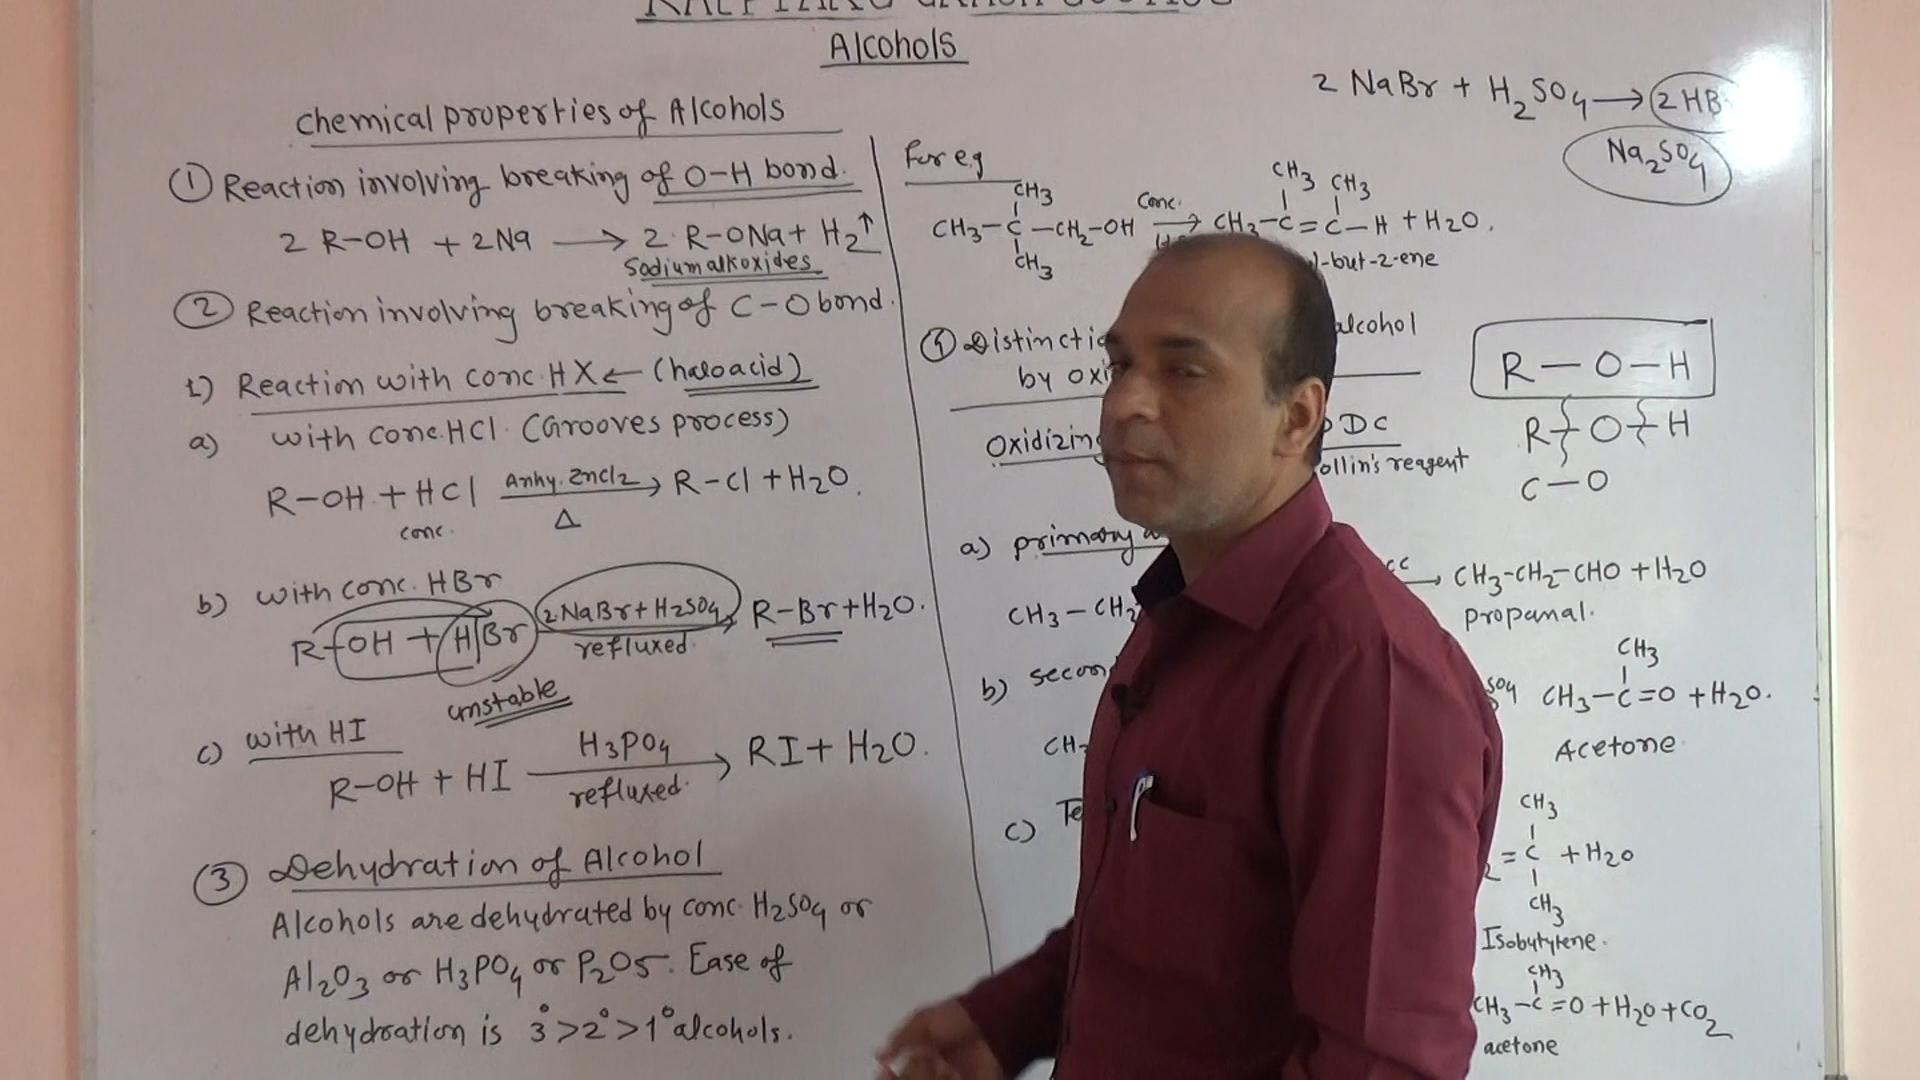 Alcohols
chemical properties of Alcohols
① Reaction involving breaking of O-H bond.
2 R-OH + 2Na ⟶ 2 R-ONa + H₂↑
Sodium alkoxides
② Reaction involving breaking of C-O bond.
1) Reaction with conc. HX ← (haloacid)
a) with conc. HCl. (Grooves process)
R-OH + HCl Anhy. ZnCl₂ → R-Cl + H₂O.
conc. Δ
b) with conc. HBr
R-OH + HBr 2NaBr + H₂SO₄ → R-Br + H₂O.
refluxed
unstable
c) with HI
R-OH + HI H₃PO₄ → RI + H₂O.
refluxed
③ Dehydration of Alcohol
Alcohols are dehydrated by conc. H₂SO₄ or
Al₂O₃ or H₃PO₄ or P₂O₅. Ease of
dehydration is 3° > 2° > 1° alcohols.
2 NaBr + H₂SO₄ → 2HB
Na₂SO₄
For eg
CH₃ CH₃ CH₃
CH₃-C-CH₂-OH Conc. → CH₃-C=C-H + H₂O.
CH₃
-but-2-ene
④ alcohol
by
DC
reagent
R-O-H
R-O-H
C-O
a) primary
CH₃-CH₂ → CH₃-CH₂-CHO + H₂O
propanal.
b)
CH₃
SO₄ CH₃-C=O + H₂O.
Acetone
c)
CH₃
=C + H₂O
CH₃
Isobutylene.
CH₃
CH₃-C=O + H₂O + CO₂
acetone